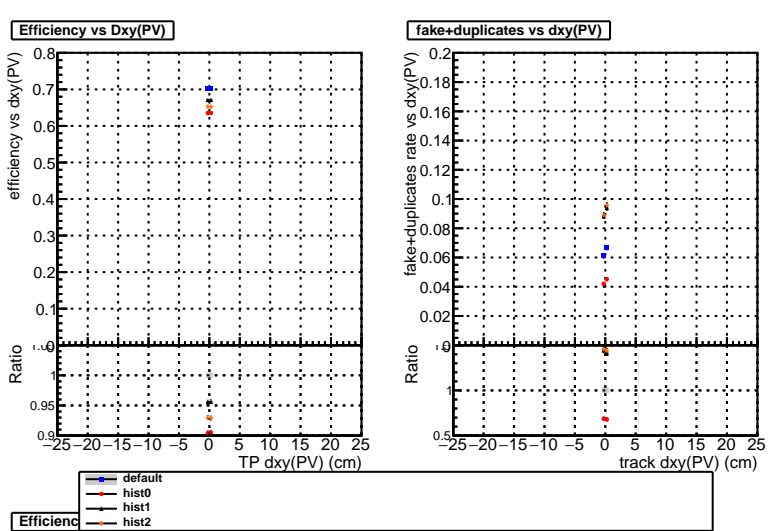 Efficiency vs Dxy(PV)
efficiency vs dxy(PV)
0.8
0.7
0.6
0.5
0.4
0.3
0.2
0.1
Ratio
1
0.95
0.9
−25 −20 −15 −10 −5 0 5 10 15 20 25
TP dxy(PV) (cm)
fake+duplicates vs dxy(PV)
fake+duplicates rate vs dxy(PV)
0.2
0.18
0.16
0.14
0.12
0.1
0.08
0.06
0.04
0.02
Ratio
1
0.5
−25 −20 −15 −10 −5 0 5 10 15 20 25
track dxy(PV) (cm)
default
hist0
hist1
hist2
Efficienc